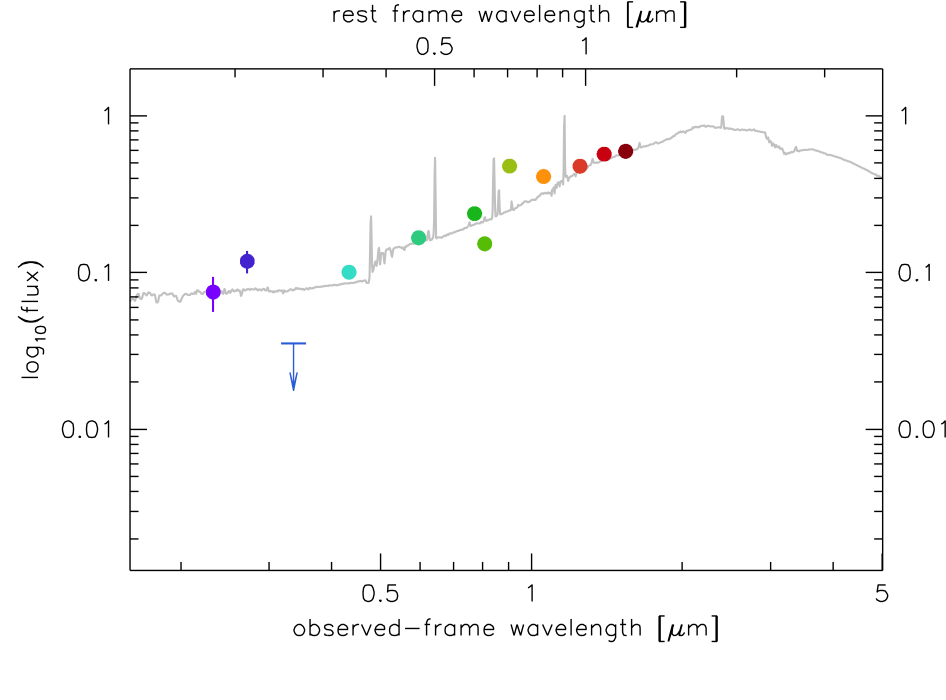 rest frame wavelength [μm]
0.5 1
1 1
0.1 0.1
0.01 0.01
log10(flux)
0.5 1 5
observed-frame wavelength [μm]